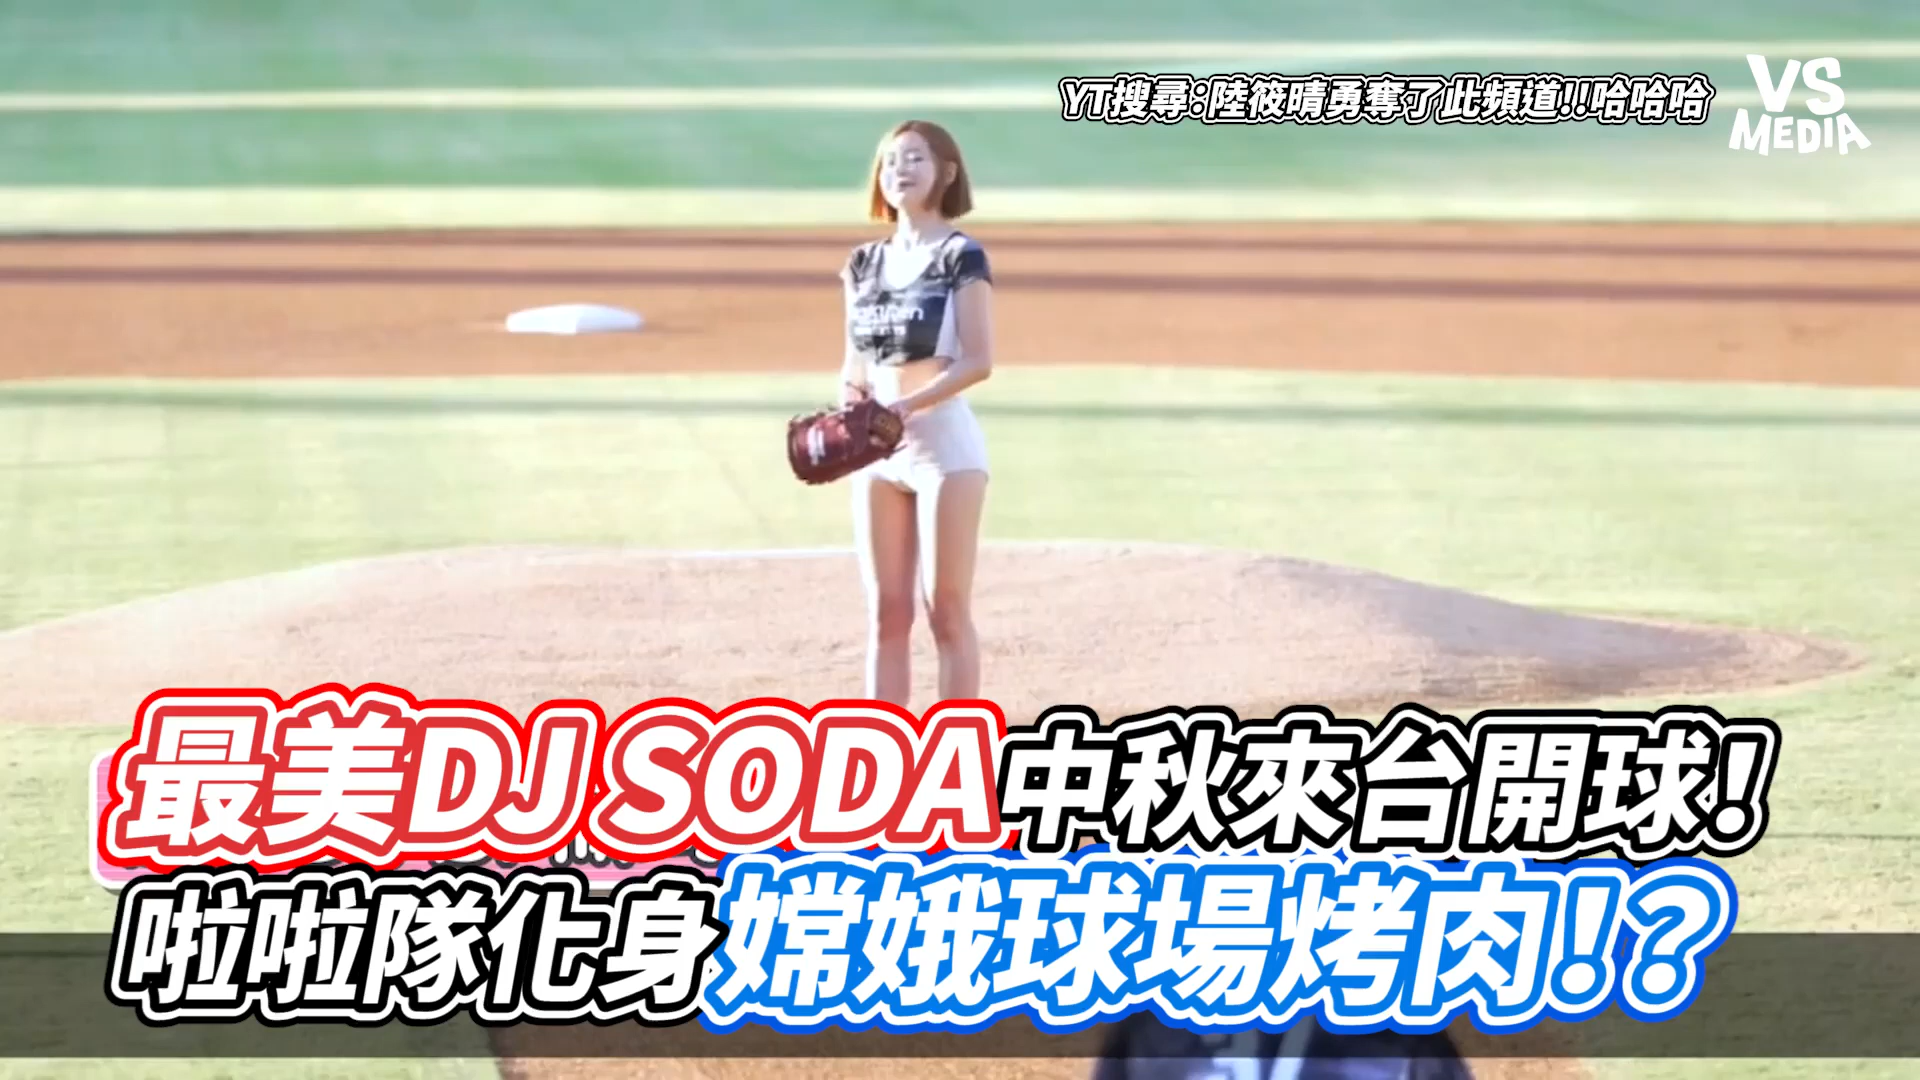 YT搜尋:陸筱晴勇奪了此頻道!!哈哈哈
VS
MEDIA
最美DJ SODA中秋來台開球!
啦啦隊化身嫦娥球場烤肉!?